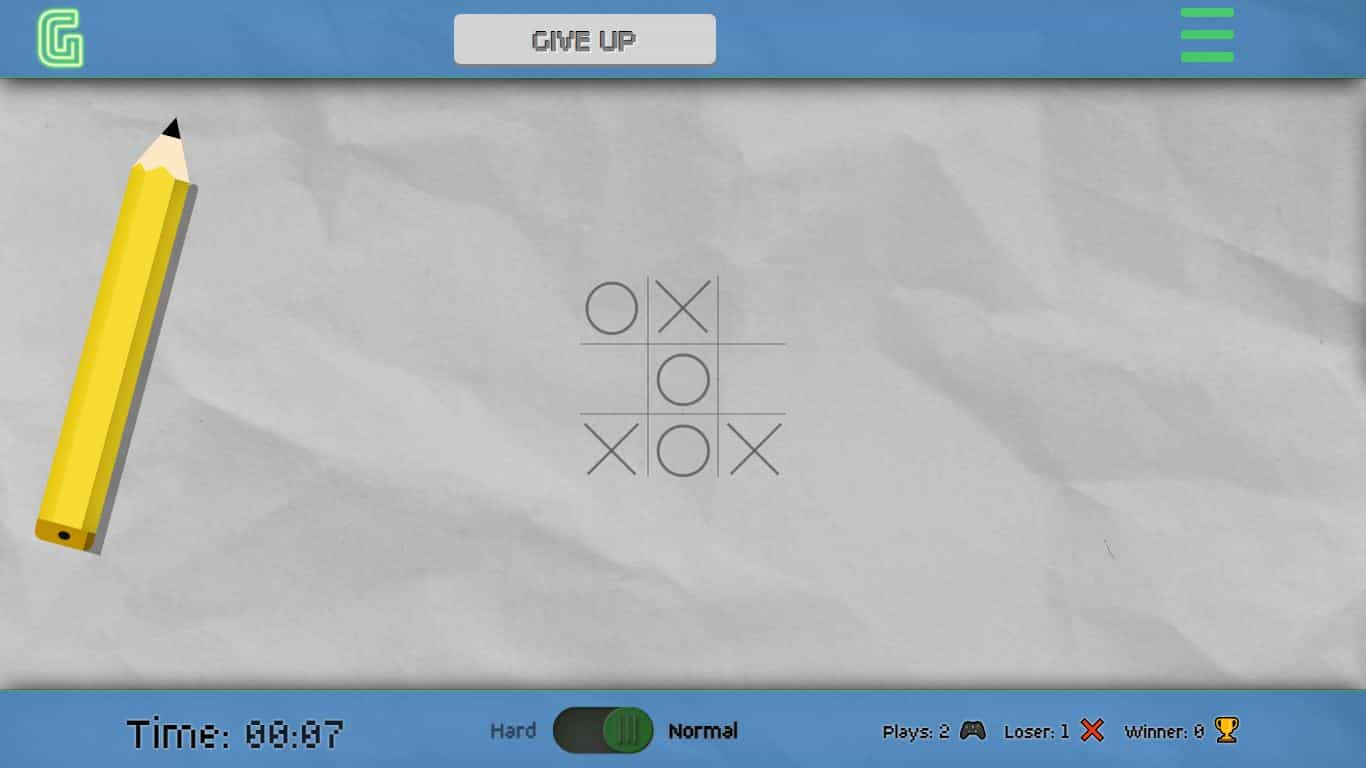 G
GIVE UP
O X
O
X O X
Time: 00:07
Hard Normal
Plays: 2 Loser: 1 Winner: 0